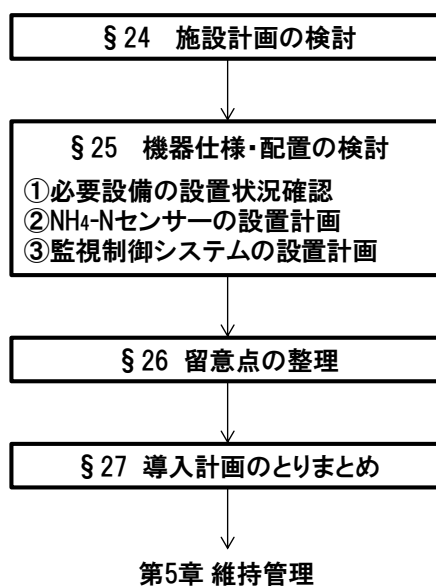 §24　施設計画の検討
§25　機器仕様・配置の検討
①必要設備の設置状況確認
②NH4-Nセンサーの設置計画
③監視制御システムの設置計画
§26 留意点の整理
§27 導入計画のとりまとめ
第5章 維持管理